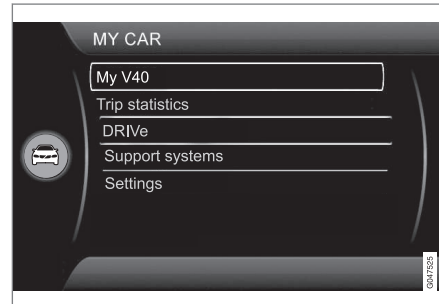 MY CAR
My V40
Trip statistics
DRIVe
Support systems
Settings
G047525